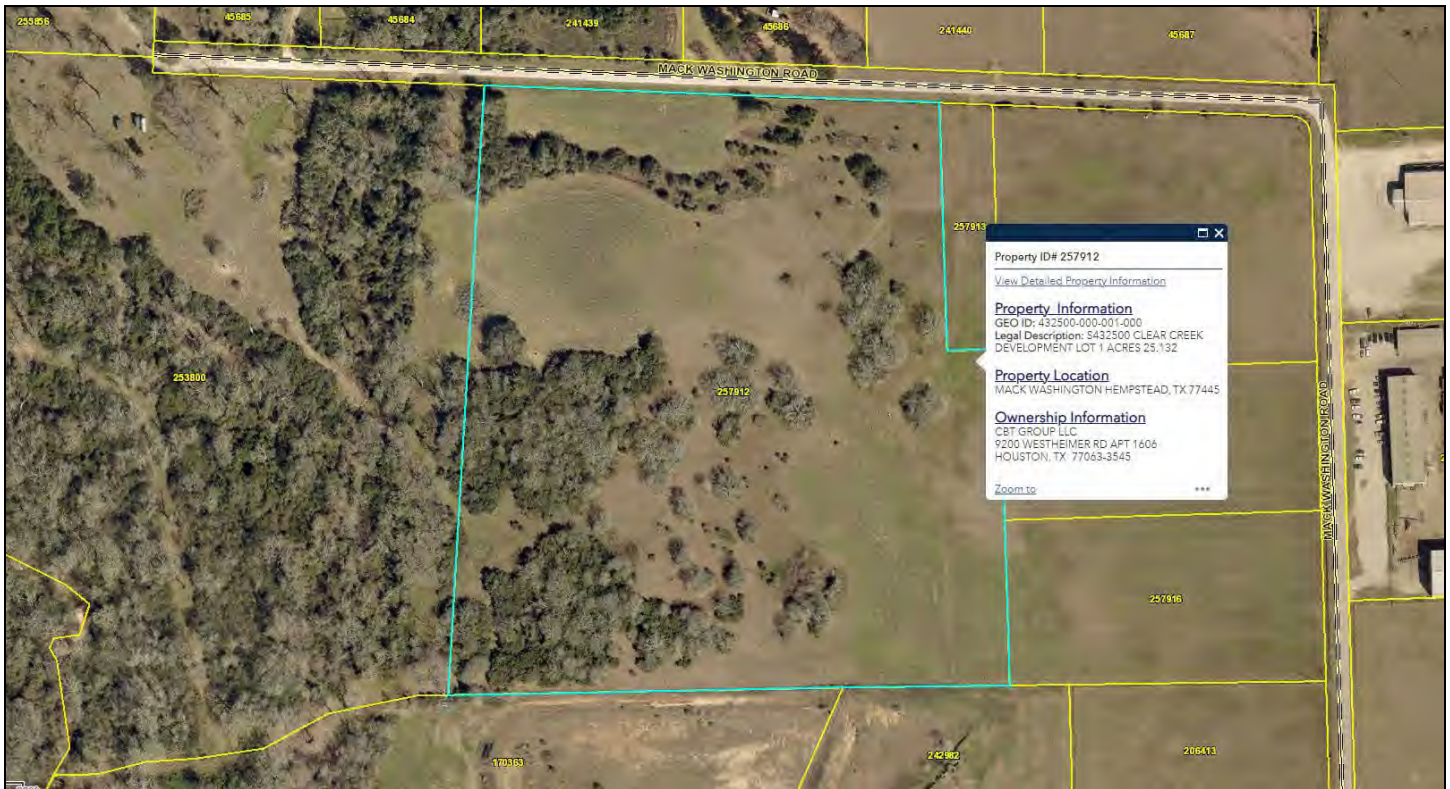 255856
45685
45684
241439
45686
241440
45687
MACK WASHINGTON ROAD
257913
Property ID# 257912
View Detailed Property Information
Property Information
GEO ID: 432500-000-001-000
Legal Description: S432500 CLEAR CREEK
DEVELOPMENT LOT 1 ACRES 25.132
Property Location
MACK WASHINGTON HEMPSTEAD, TX 77445
Ownership Information
CBT GROUP LLC
9200 WESTHEIMER RD APT 1606
HOUSTON, TX 77063-3545
Zoom to
253800
257912
MACK WASHINGTON ROAD
257916
170363
242982
206413